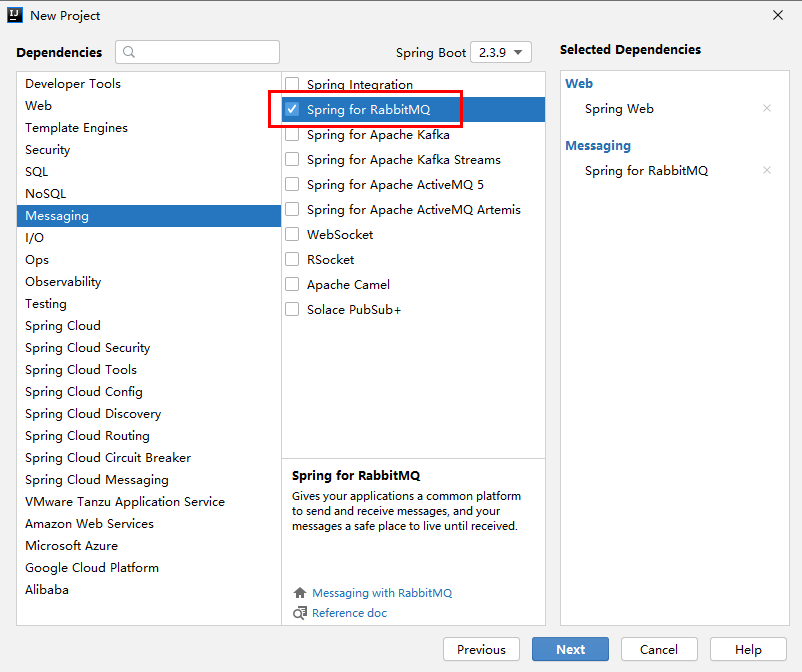 New Project
Dependencies
Spring Boot 2.3.9
Selected Dependencies
Developer Tools
Web
Template Engines
Security
SQL
NoSQL
Messaging
I/O
Ops
Observability
Testing
Spring Cloud
Spring Cloud Security
Spring Cloud Tools
Spring Cloud Config
Spring Cloud Discovery
Spring Cloud Routing
Spring Cloud Circuit Breaker
Spring Cloud Messaging
VMware Tanzu Application Service
Amazon Web Services
Microsoft Azure
Google Cloud Platform
Alibaba
Spring Integration
Spring for RabbitMQ
Spring for Apache Kafka
Spring for Apache Kafka Streams
Spring for Apache ActiveMQ 5
Spring for Apache ActiveMQ Artemis
WebSocket
RSocket
Apache Camel
Solace PubSub+
Spring for RabbitMQ
Gives your applications a common platform
to send and receive messages, and your
messages a safe place to live until received.
Messaging with RabbitMQ
Reference doc
Web
Spring Web
Messaging
Spring for RabbitMQ
Previous
Next
Cancel
Help